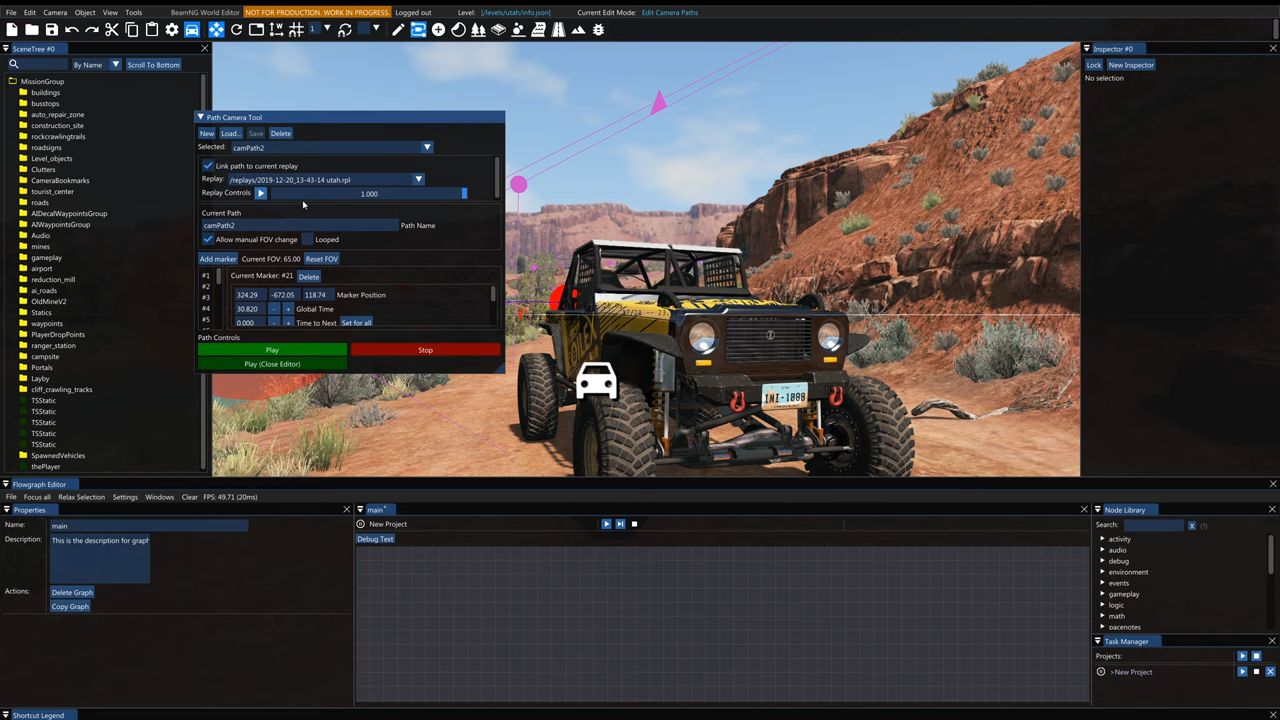 File Edit Camera Object View Tools BeamNG World Editor NOT FOR PRODUCTION. WORK IN PROGRESS. Logged out Level: [/levels/utah/info.json] Current Edit Mode: Edit Camera Paths
1
SceneTree #0
By Name Scroll To Bottom
MissionGroup
buildings
busstops
auto_repair_zone
construction_site
rockcrawlingtrails
roadsigns
Level_objects
Clutters
CameraBookmarks
tourist_center
roads
AIDecalWaypointsGroup
AIWaypointsGroup
Audio
mines
gameplay
airport
reduction_mill
ai_roads
OldMineV2
Statics
waypoints
PlayerDropPoints
ranger_station
campsite
Portals
Layby
cliff_crawling_tracks
TSStatic
TSStatic
TSStatic
TSStatic
TSStatic
SpawnedVehicles
thePlayer
Path Camera Tool
New Load... Save Delete
Selected: camPath2
Link path to current replay
Replay: /replays/2019-12-20_13-43-14 utah.rpl
Replay Controls 1.000
Current Path
camPath2 Path Name
Allow manual FOV change Looped
Add marker Current FOV: 65.00 Reset FOV
#1
#2
#3
#4
#5
Current Marker: #21 Delete
324.29 -672.05 118.74 Marker Position
30.820 - + Global Time
0.000 - + Time to Next Set for all
Path Controls
Play Stop
Play (Close Editor)
INI-1000
Inspector #0
Lock New Inspector
No selection
Flowgraph Editor
File Focus all Relax Selection Settings Windows Clear FPS: 49.71 (20ms)
Properties
Name: main
Description: This is the description for graph
Actions: Delete Graph
Copy Graph
main*
New Project
Debug Text
Node Library
Search: X (?)
activity
audio
debug
environment
events
gameplay
logic
math
pacenotes
Task Manager
Projects:
>New Project
Shortcut Legend